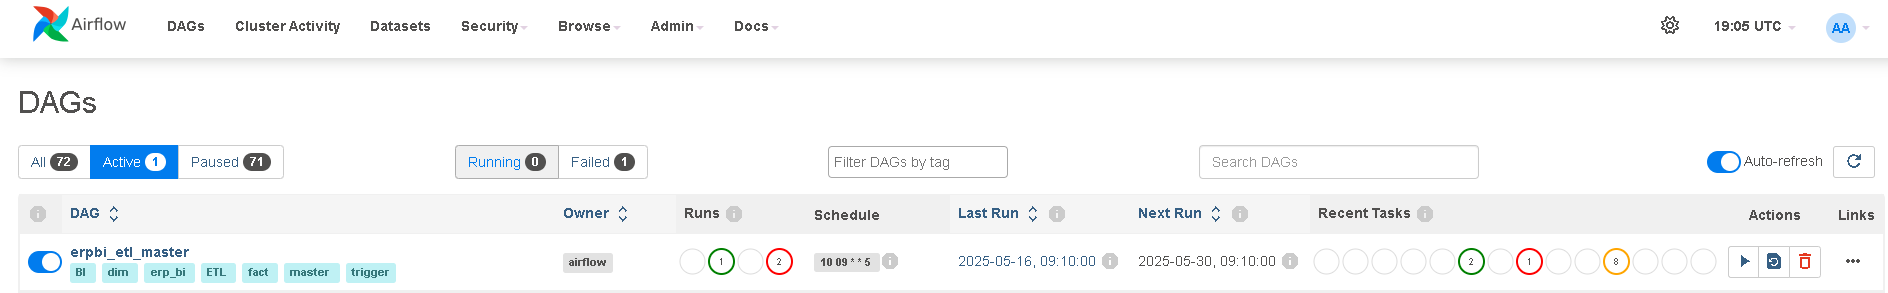 Airflow DAGs Cluster Activity Datasets Security Browse Admin Docs 19:05 UTC AA
DAGs
All 72 Active 1 Paused 71 Running 0 Failed 1 Filter DAGs by tag Search DAGs Auto-refresh
DAG Owner Runs Schedule Last Run Next Run Recent Tasks Actions Links
erpbi_etl_master
airflow 1 2 10 09 * * 5 2025-05-16, 09:10:00 2025-05-30, 09:10:00 2 1 8
BI dim erp_bi ETL fact master trigger